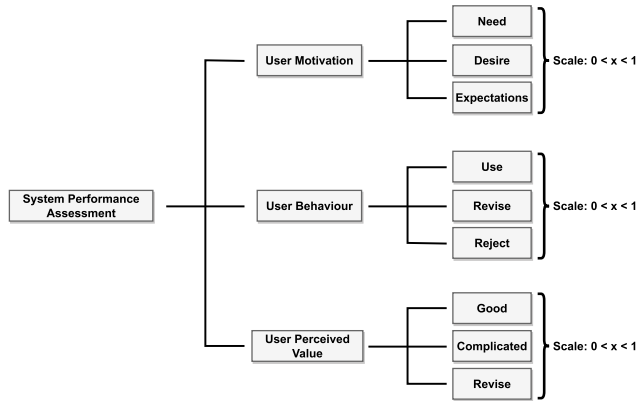 Need
User Motivation
Desire
Scale: 0 < x < 1
Expectations
System Performance
Assessment
Use
User Behaviour
Revise
Scale: 0 < x < 1
Reject
Good
User Perceived
Value
Complicated
Scale: 0 < x < 1
Revise